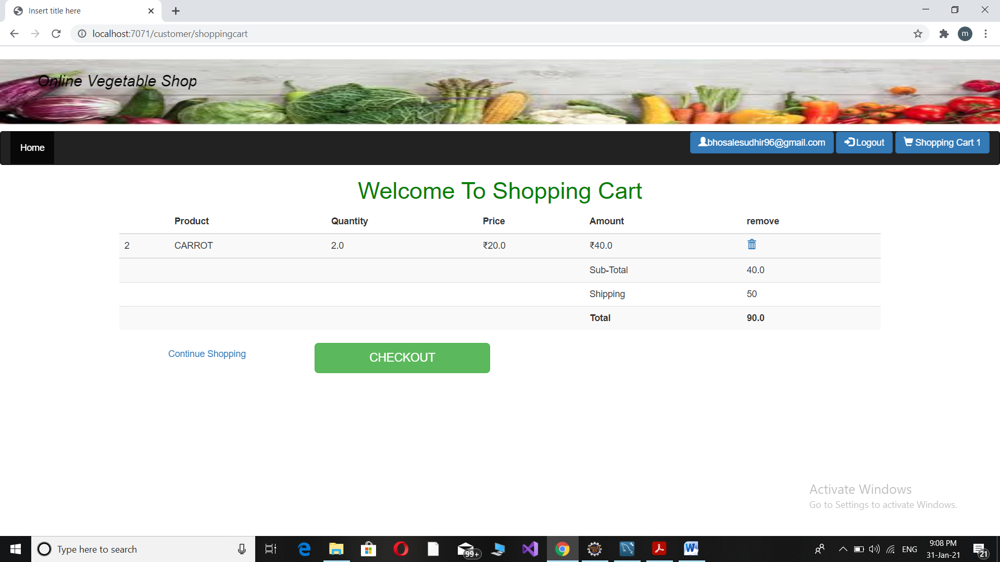 Insert title here
localhost:7071/customer/shoppingcart
m
Online Vegetable Shop
Home
bhosalesudhir96@gmail.com
Logout
Shopping Cart 1
Welcome To Shopping Cart
Product Quantity Price Amount remove
2 CARROT 2.0 ₹20.0 ₹40.0
Sub-Total 40.0
Shipping 50
Total 90.0
Continue Shopping
CHECKOUT
Activate Windows
Go to Settings to activate Windows.
Type here to search
99+
ENG
9:08 PM
31-Jan-21
21